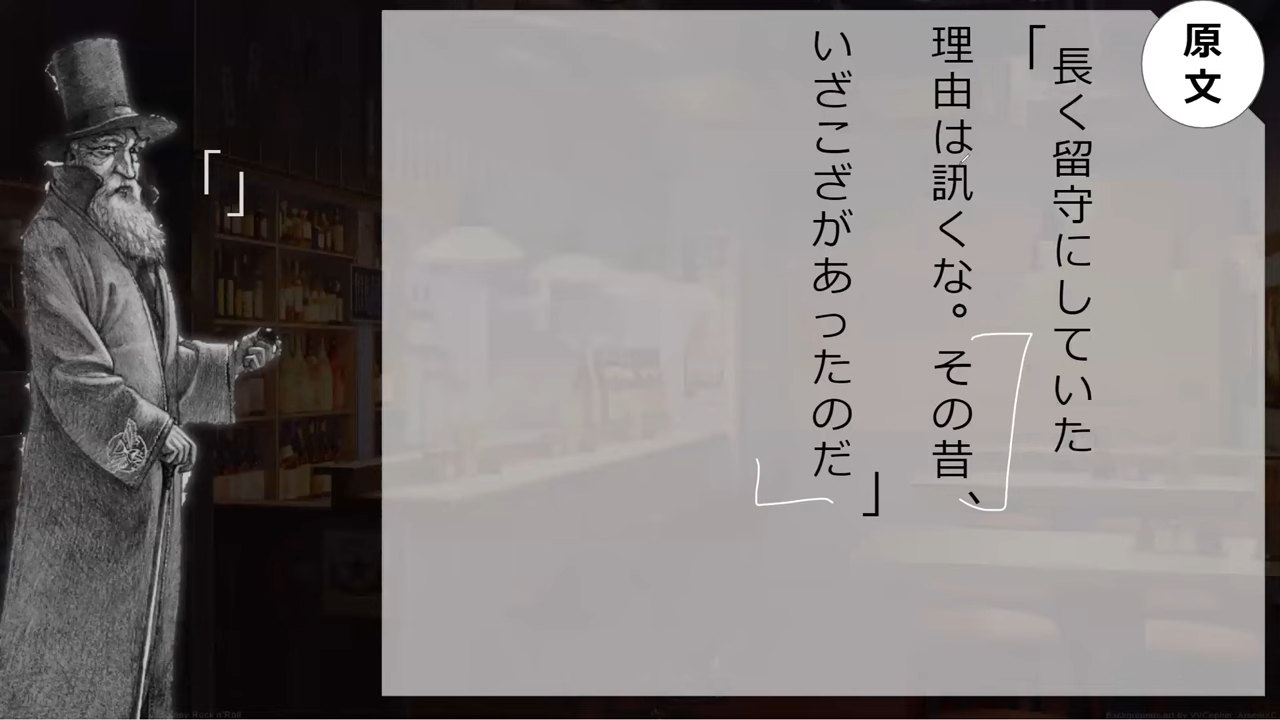 原文
「長く留守にしていた
理由は訊くな。その昔、
いざこざがあったのだ」
「」